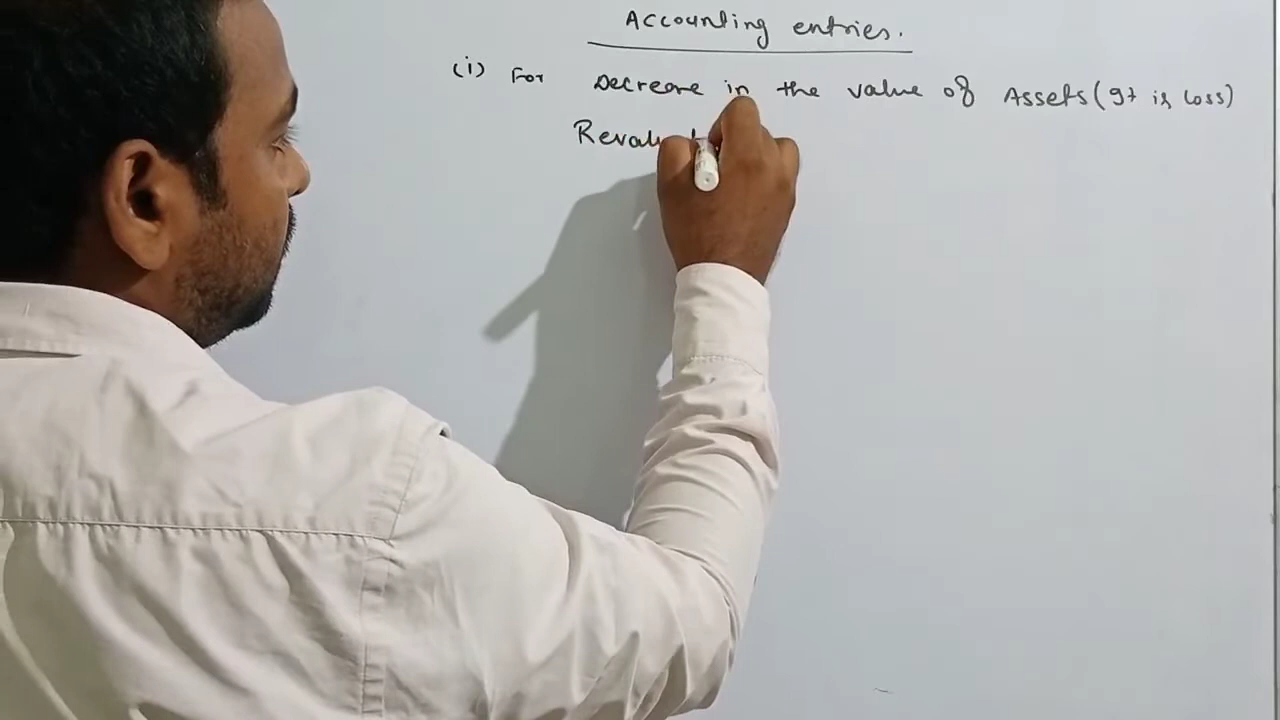 Accounting entries.
(i) For Decrease in the value of Assets (It is Loss)
Revalu